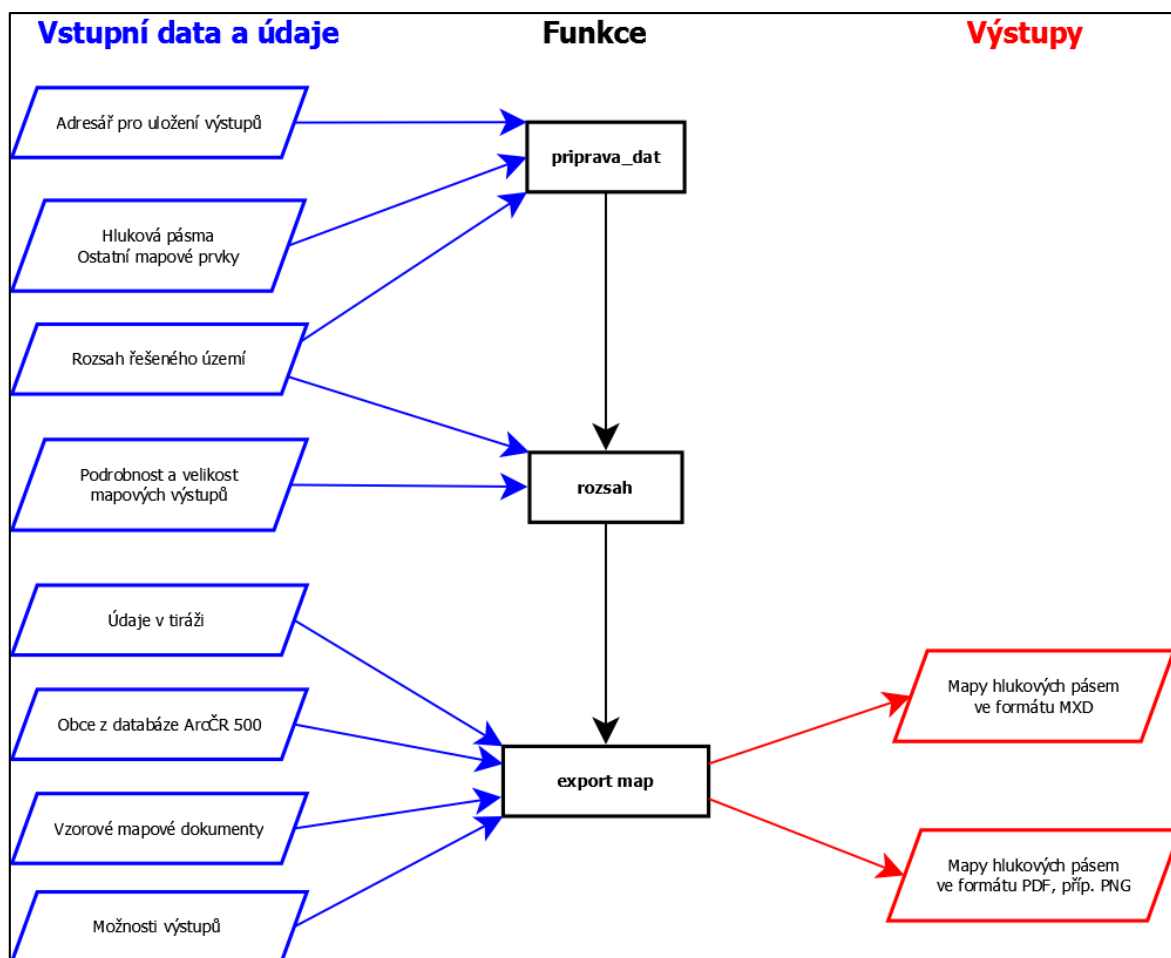 Vstupní data a údaje
Funkce
Výstupy
Adresář pro uložení výstupů
priprava_dat
Hluková pásma
Ostatní mapové prvky
Rozsah řešeného území
Podrobnost a velikost
mapových výstupů
rozsah
Údaje v tiráži
Mapy hlukových pásem
ve formátu MXD
Obce z databáze ArcČR 500
export map
Vzorové mapové dokumenty
Mapy hlukových pásem
ve formátu PDF, příp. PNG
Možnosti výstupů